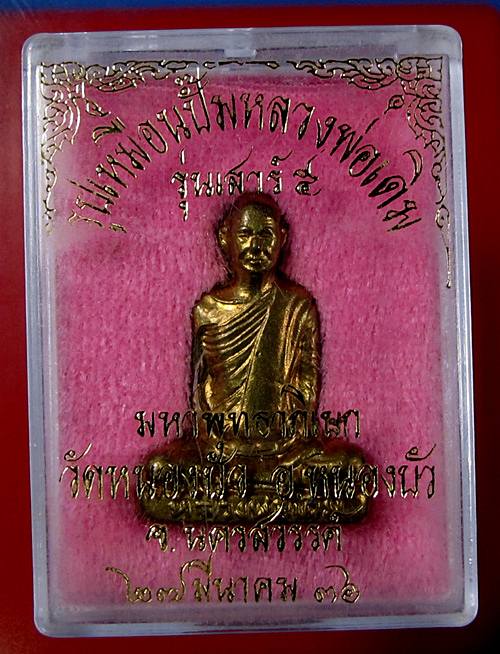 รูปเหมือนปั๊มหลวงพ่อเดิม
รุ่นเสาร์ ๕
มหาพุทธาภิเษก
วัดหนองบัว อ.หนองบัว
จ.นครสวรรค์
๒๗ มีนาคม ๓๖